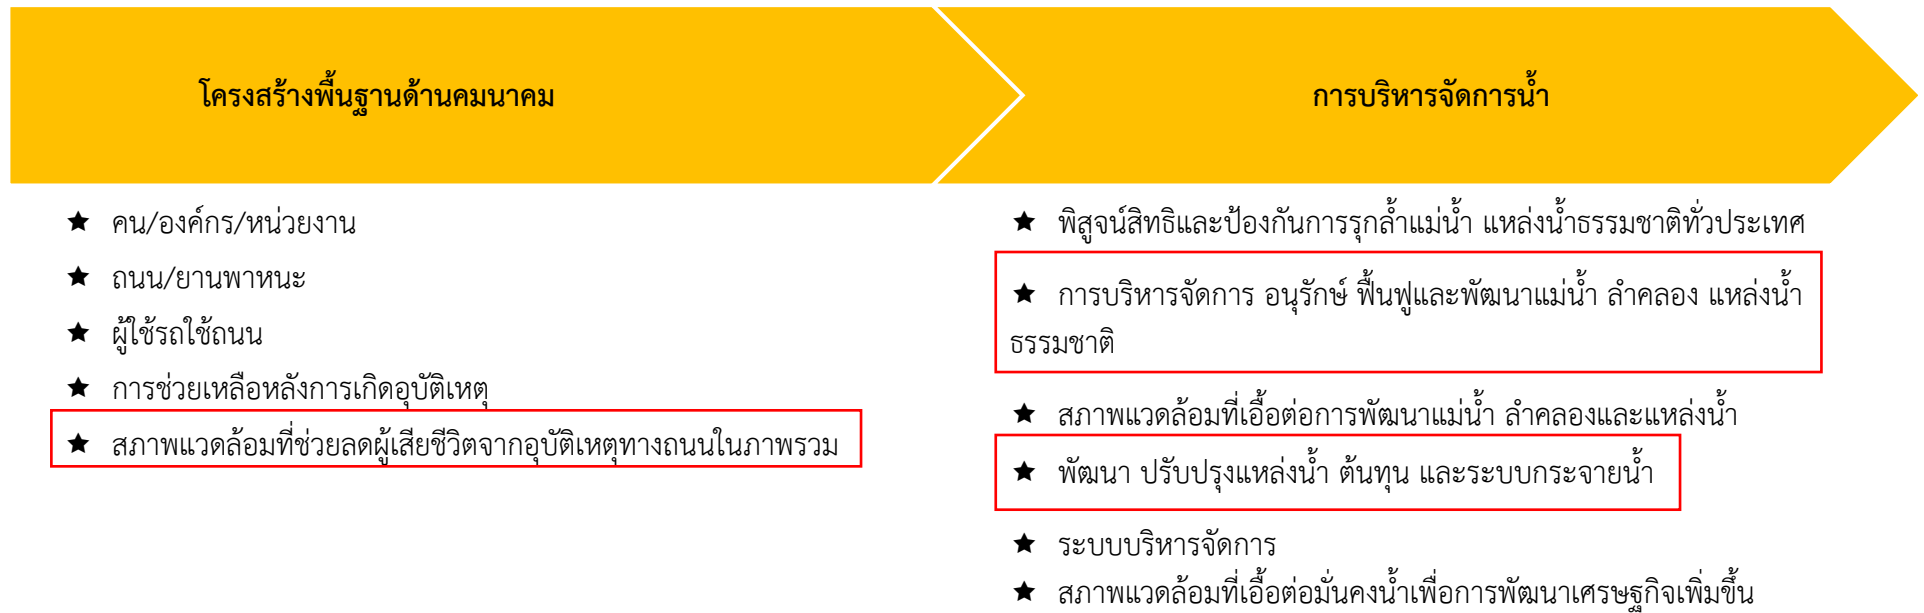 โครงสร้างพื้นฐานด้านคมนาคม
★ คน/องค์กร/หน่วยงาน
★ ถนน/ยานพาหนะ
★ ผู้ใช้รถใช้ถนน
★ การช่วยเหลือหลังการเกิดอุบัติเหตุ
★ สภาพแวดล้อมที่ช่วยลดผู้เสียชีวิตจากอุบัติเหตุทางถนนในภาพรวม
การบริหารจัดการน้ำ
★ พิสูจน์สิทธิและป้องกันการรุกล้ำแม่น้ำ แหล่งน้ำธรรมชาติทั่วประเทศ
★ การบริหารจัดการ อนุรักษ์ ฟื้นฟูและพัฒนาแม่น้ำ ลำคลอง แหล่งน้ำ
ธรรมชาติ
★ สภาพแวดล้อมที่เอื้อต่อการพัฒนาแม่น้ำ ลำคลองและแหล่งน้ำ
★ พัฒนา ปรับปรุงแหล่งน้ำ ต้นทุน และระบบกระจายน้ำ
★ ระบบบริหารจัดการ
★ สภาพแวดล้อมที่เอื้อต่อมั่นคงน้ำเพื่อการพัฒนาเศรษฐกิจเพิ่มขึ้น